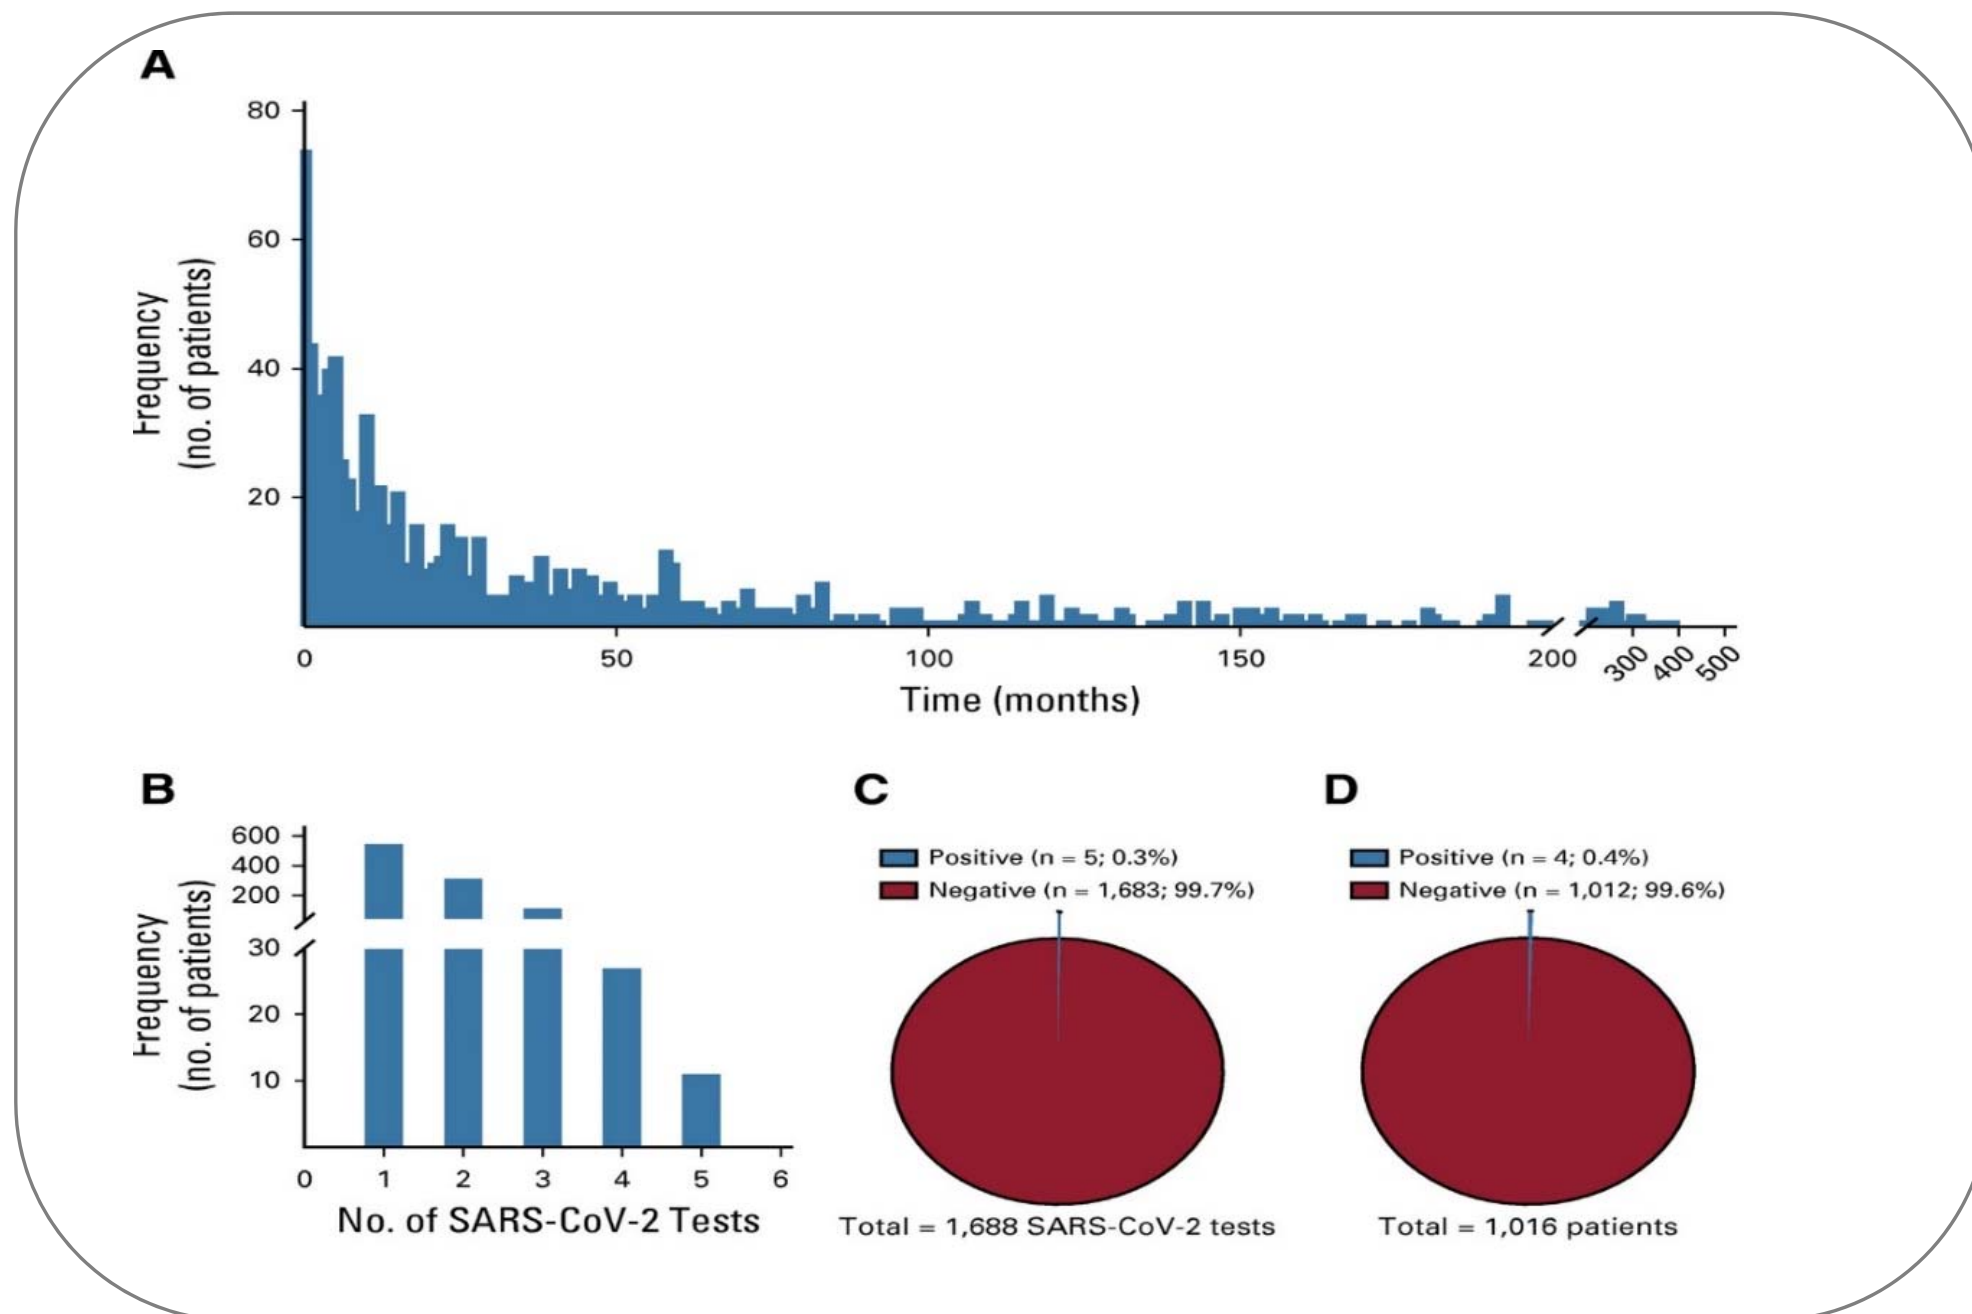 A
80
60
40
20
Frequency
(no. of patients)
0 50 100 150 200 300 400 500
Time (months)
B
600
400
200
30
20
10
Frequency
(no. of patients)
0 1 2 3 4 5 6
No. of SARS-CoV-2 Tests
C
Positive (n = 5; 0.3%)
Negative (n = 1,683; 99.7%)
Total = 1,688 SARS-CoV-2 tests
D
Positive (n = 4; 0.4%)
Negative (n = 1,012; 99.6%)
Total = 1,016 patients